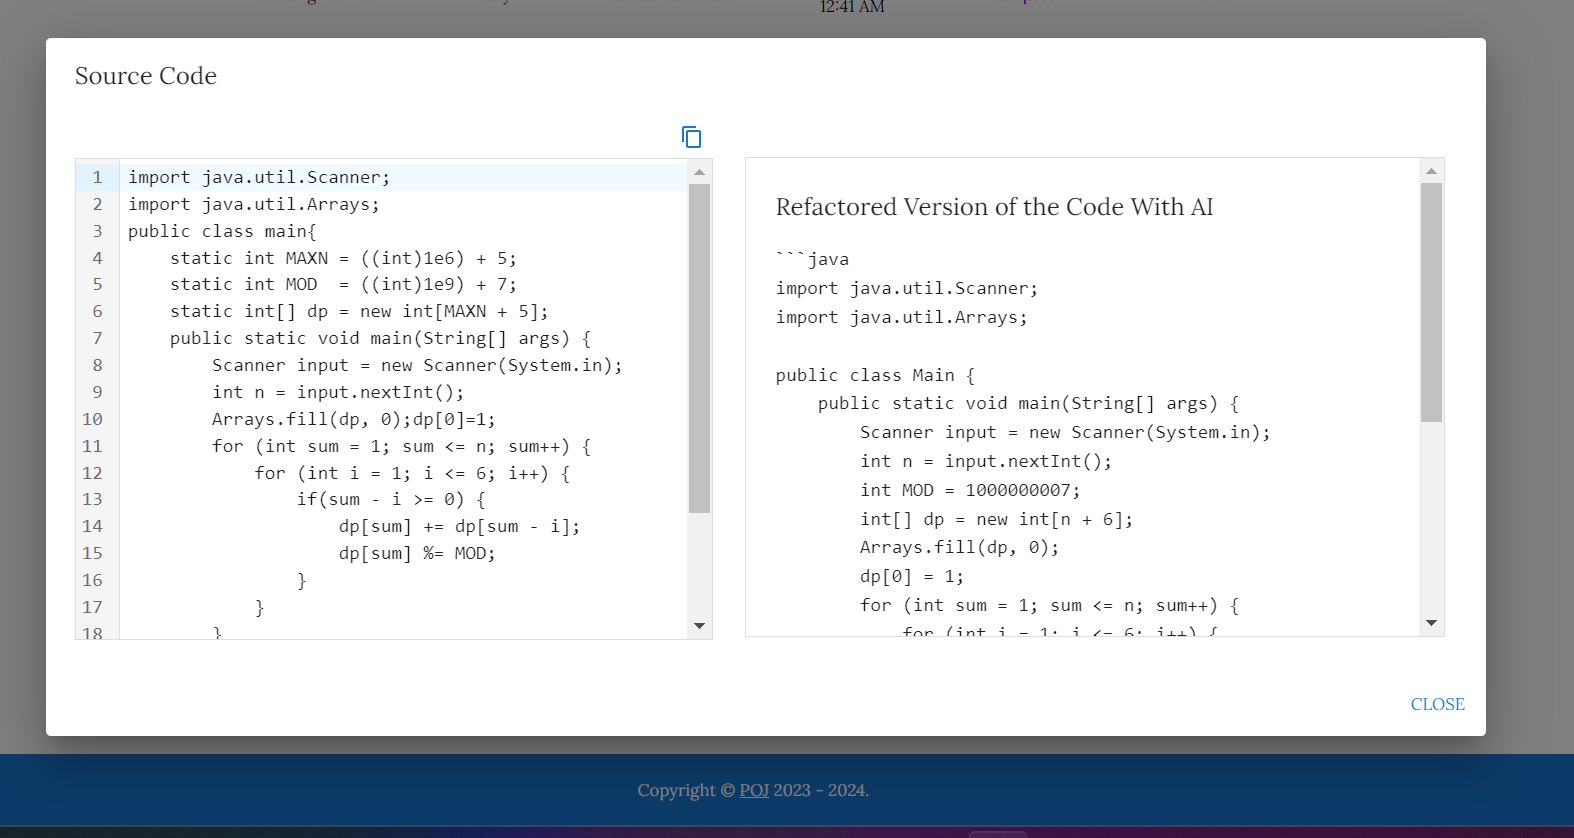 12:41 AM
Source Code
1 import java.util.Scanner;
2 import java.util.Arrays;
3 public class main{
4     static int MAXN = ((int)1e6) + 5;
5     static int MOD  = ((int)1e9) + 7;
6     static int[] dp = new int[MAXN + 5];
7     public static void main(String[] args) {
8         Scanner input = new Scanner(System.in);
9         int n = input.nextInt();
10         Arrays.fill(dp, 0);dp[0]=1;
11         for (int sum = 1; sum <= n; sum++) {
12             for (int i = 1; i <= 6; i++) {
13                 if(sum - i >= 0) {
14                     dp[sum] += dp[sum - i];
15                     dp[sum] %= MOD;
16                 }
17             }
18         }
Refactored Version of the Code With AI
```java
import java.util.Scanner;
import java.util.Arrays;
public class Main {
    public static void main(String[] args) {
        Scanner input = new Scanner(System.in);
        int n = input.nextInt();
        int MOD = 1000000007;
        int[] dp = new int[n + 6];
        Arrays.fill(dp, 0);
        dp[0] = 1;
        for (int sum = 1; sum <= n; sum++) {
            for (int i = 1; i <= 6; i++) {
CLOSE
Copyright © POJ 2023 - 2024.